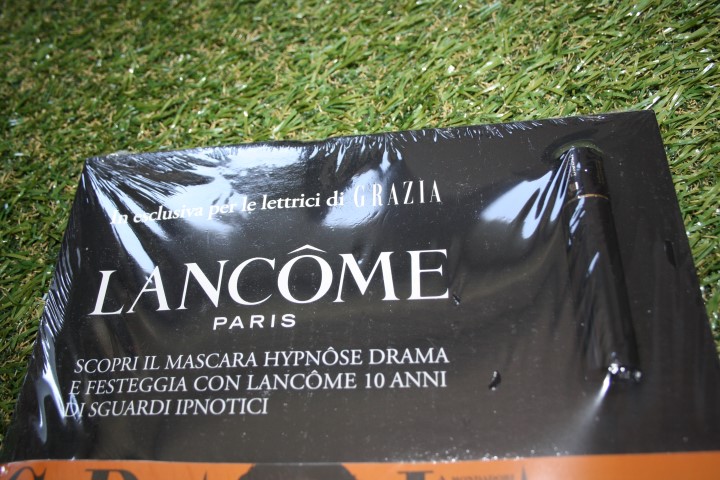 In esclusiva per le lettrici di GRAZIA
LANCÔME
PARIS
SCOPRI IL MASCARA HYPNÔSE DRAMA
E FESTEGGIA CON LANCÔME 10 ANNI
DI SGUARDI IPNOTICI
MONDADORI